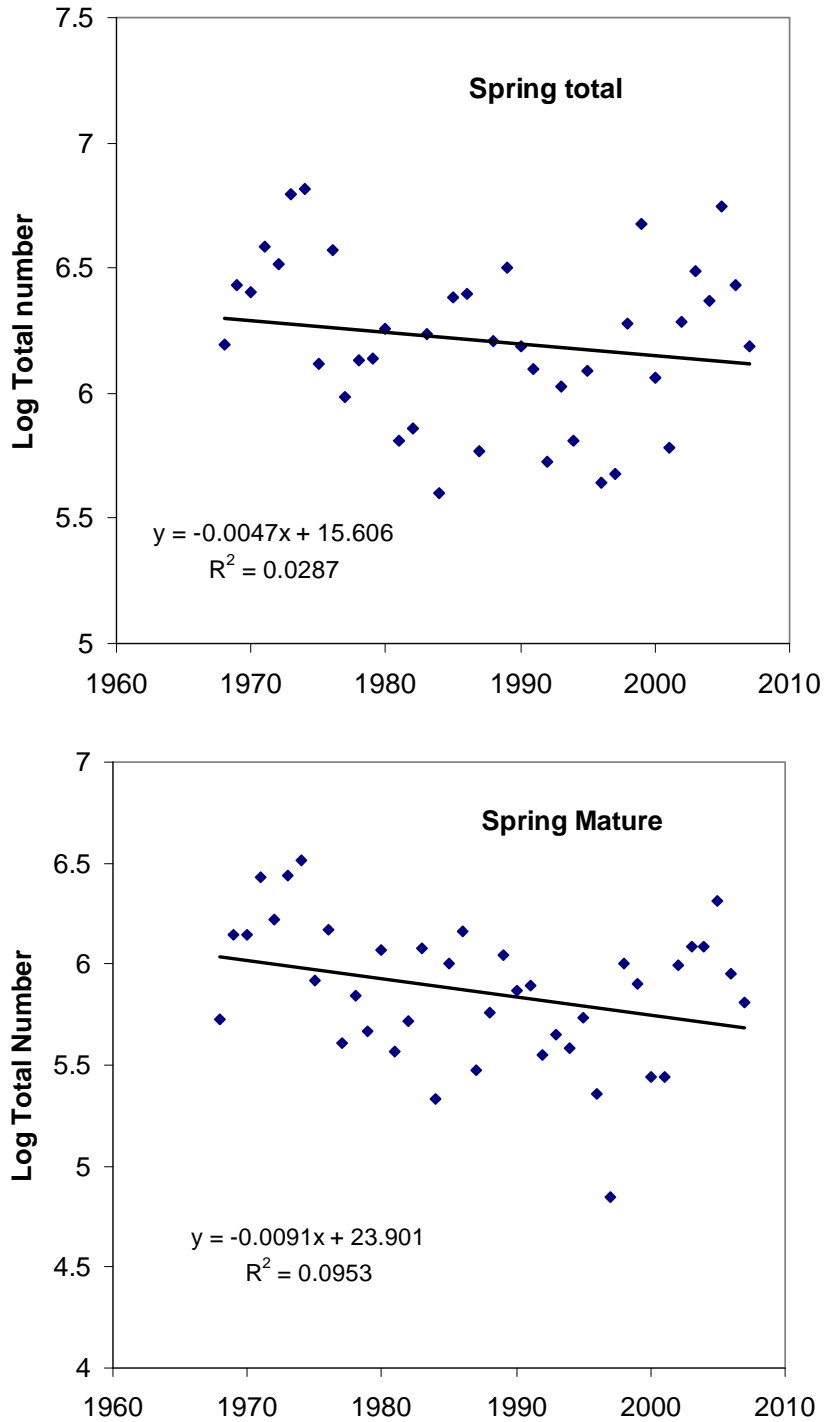 7.5
Spring total
7
6.5
Log Total number
6
5.5
y = -0.0047x + 15.606
R² = 0.0287
5
1960 1970 1980 1990 2000 2010
7
Spring Mature
6.5
6
Log Total Number
5.5
5
y = -0.0091x + 23.901
4.5
R² = 0.0953
4
1960 1970 1980 1990 2000 2010